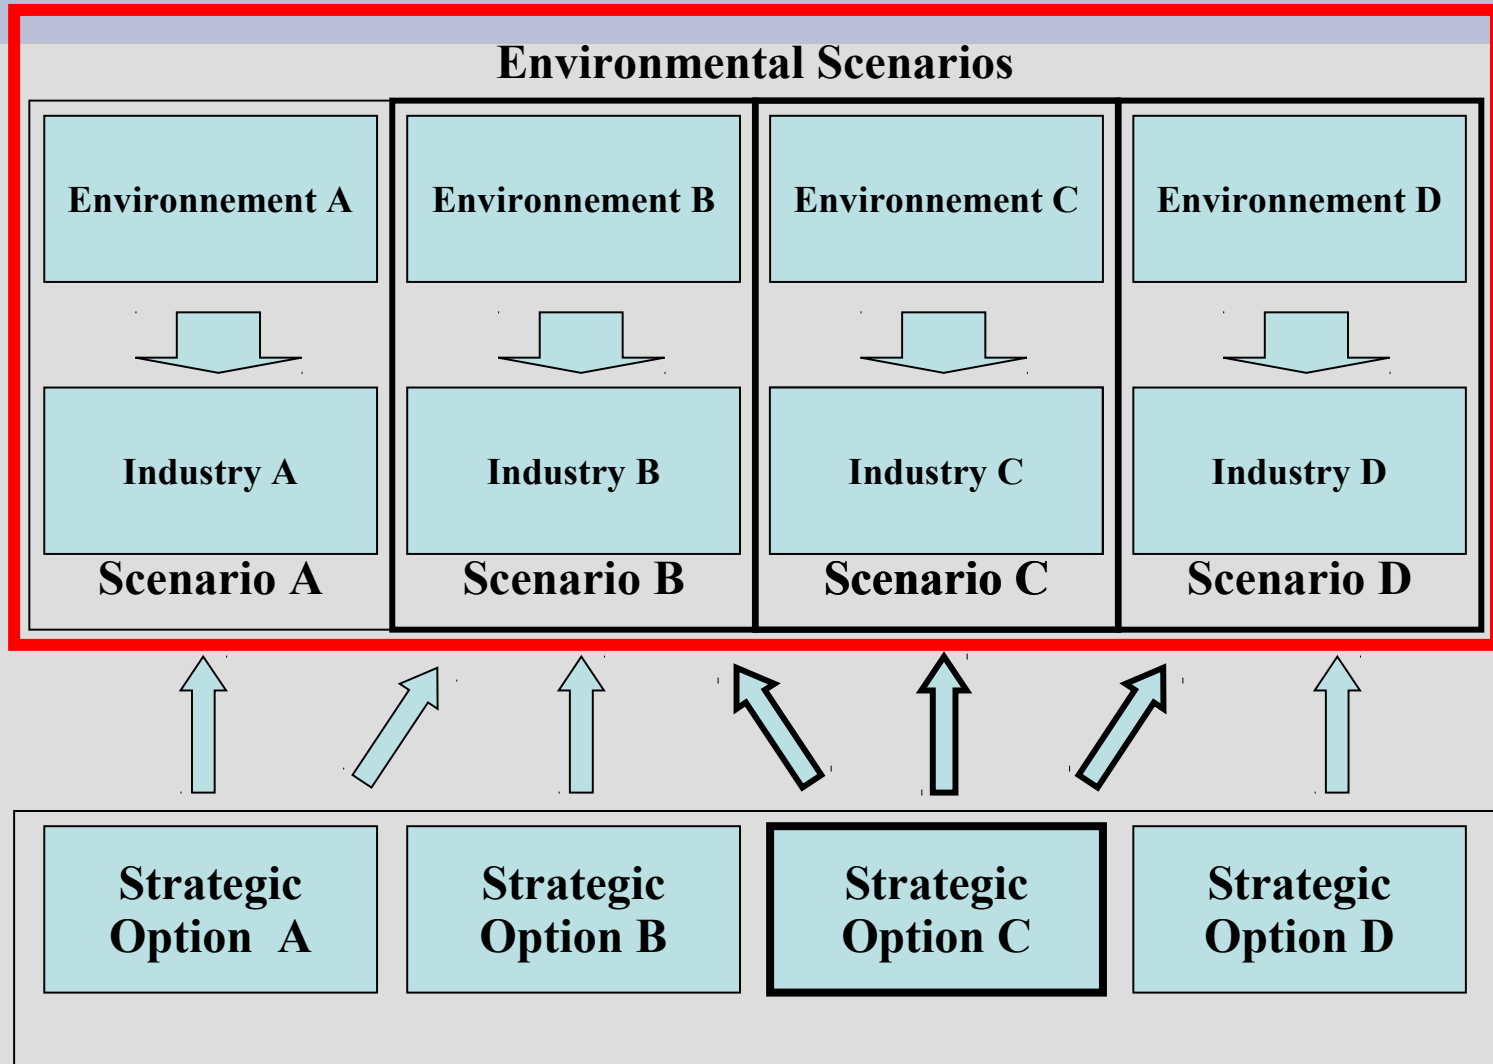 Environmental Scenarios
Environnement A
Environnement B
Environnement C
Environnement D
Industry A
Industry B
Industry C
Industry D
Scenario A
Scenario B
Scenario C
Scenario D
Strategic
Option A
Strategic
Option B
Strategic
Option C
Strategic
Option D